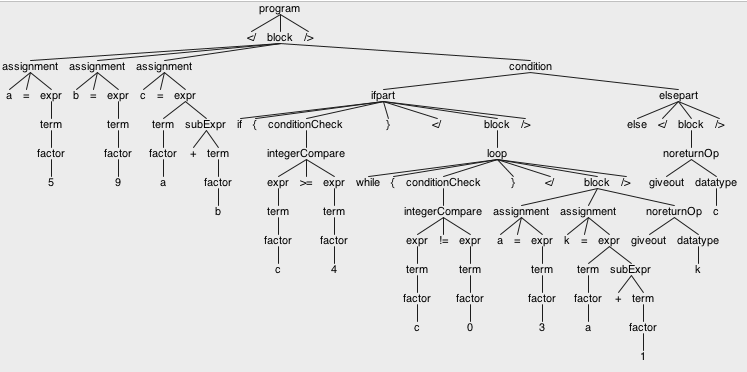 program
</ block />
assignment assignment assignment condition
a = expr b = expr c = expr ifpart elsepart
term term term subExpr if { conditionCheck } </ block /> else </ block />
factor factor factor + term integerCompare loop noreturnOp
5 9 a factor expr >= expr while { conditionCheck } </ block /> giveout datatype
b term term integerCompare assignment assignment noreturnOp c
factor factor expr != expr a = expr k = expr giveout datatype
c 4 term term term term subExpr k
factor factor factor factor + term
c 0 3 a factor
1